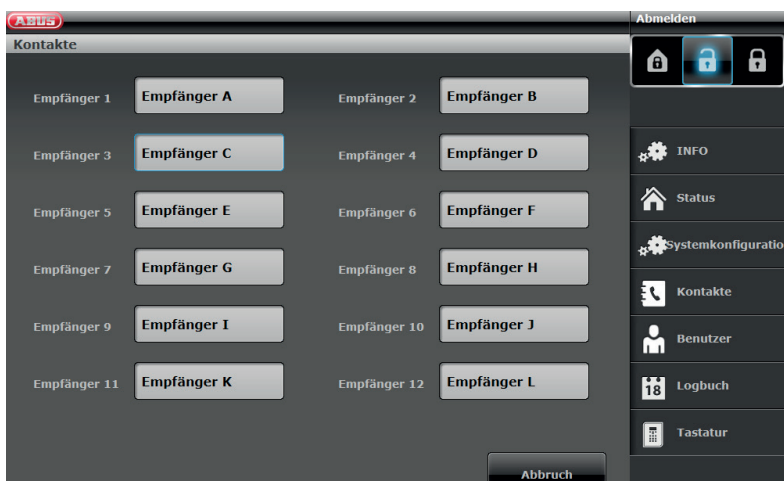 ABUS
Abmelden
Kontakte
Empfänger 1 Empfänger A Empfänger 2 Empfänger B
Empfänger 3 Empfänger C Empfänger 4 Empfänger D
Empfänger 5 Empfänger E Empfänger 6 Empfänger F
Empfänger 7 Empfänger G Empfänger 8 Empfänger H
Empfänger 9 Empfänger I Empfänger 10 Empfänger J
Empfänger 11 Empfänger K Empfänger 12 Empfänger L
Abbruch
INFO
Status
Systemkonfiguratio
Kontakte
Benutzer
18 Logbuch
Tastatur